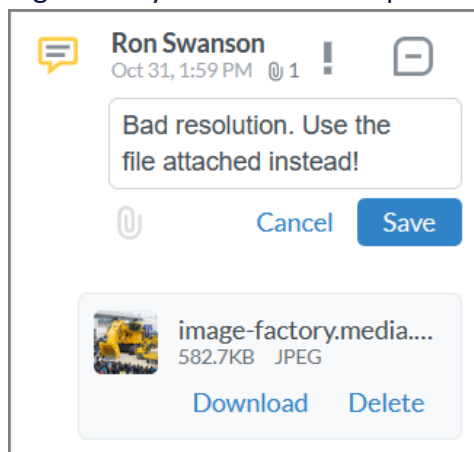 Ron Swanson
Oct 31, 1:59 PM 1
Bad resolution. Use the
file attached instead!
Cancel Save
image-factory.media....
582.7KB JPEG
Download Delete